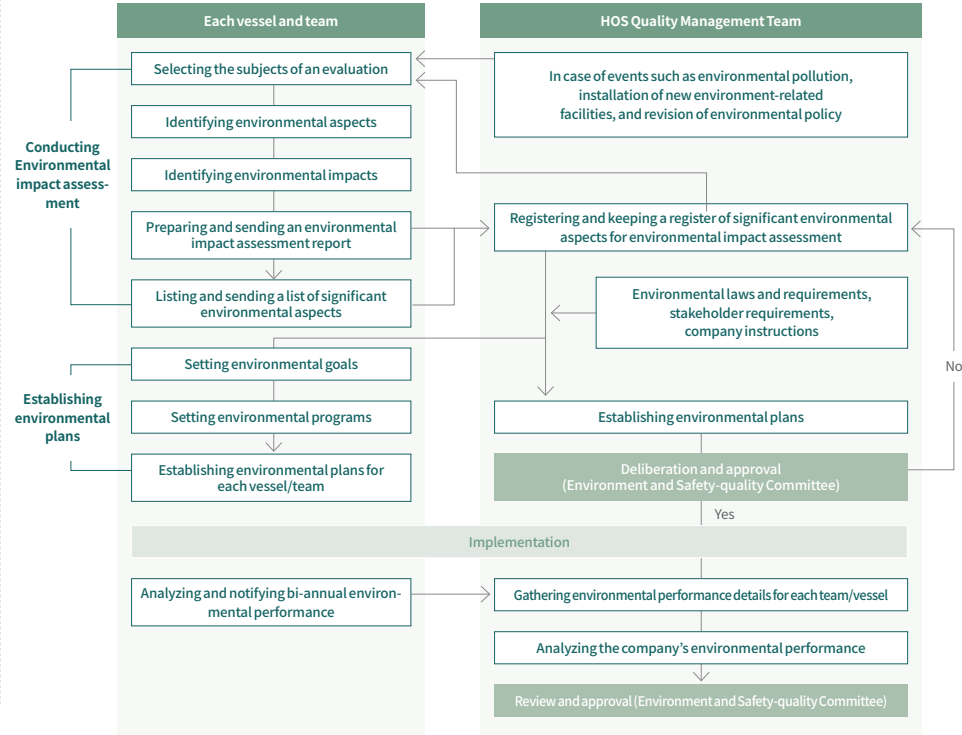 Each vessel and team
HOS Quality Management Team
Selecting the subjects of an evaluation
In case of events such as environmental pollution,
installation of new environment-related
facilities, and revision of environmental policy
Identifying environmental aspects
Conducting
Environmental
impact assess-
ment
Identifying environmental impacts
Preparing and sending an environmental
impact assessment report
Registering and keeping a register of significant environmental
aspects for environmental impact assessment
Listing and sending a list of significant
environmental aspects
Environmental laws and requirements,
stakeholder requirements,
company instructions
Setting environmental goals
No
Establishing
environmental
plans
Setting environmental programs
Establishing environmental plans
Establishing environmental plans for
each vessel/team
Deliberation and approval
(Environment and Safety-quality Committee)
Yes
Implementation
Analyzing and notifying bi-annual environ-
mental performance
Gathering environmental performance details for each team/vessel
Analyzing the company’s environmental performance
Review and approval (Environment and Safety-quality Committee)